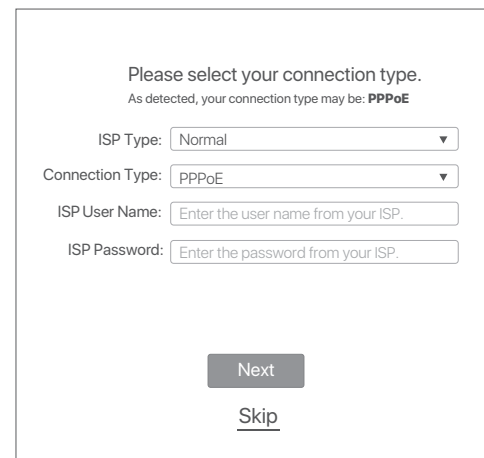 Please select your connection type.
As detected, your connection type may be: PPPoE
ISP Type: Normal
Connection Type: PPPoE
ISP User Name: Enter the user name from your ISP.
ISP Password: Enter the password from your ISP.
Next
Skip